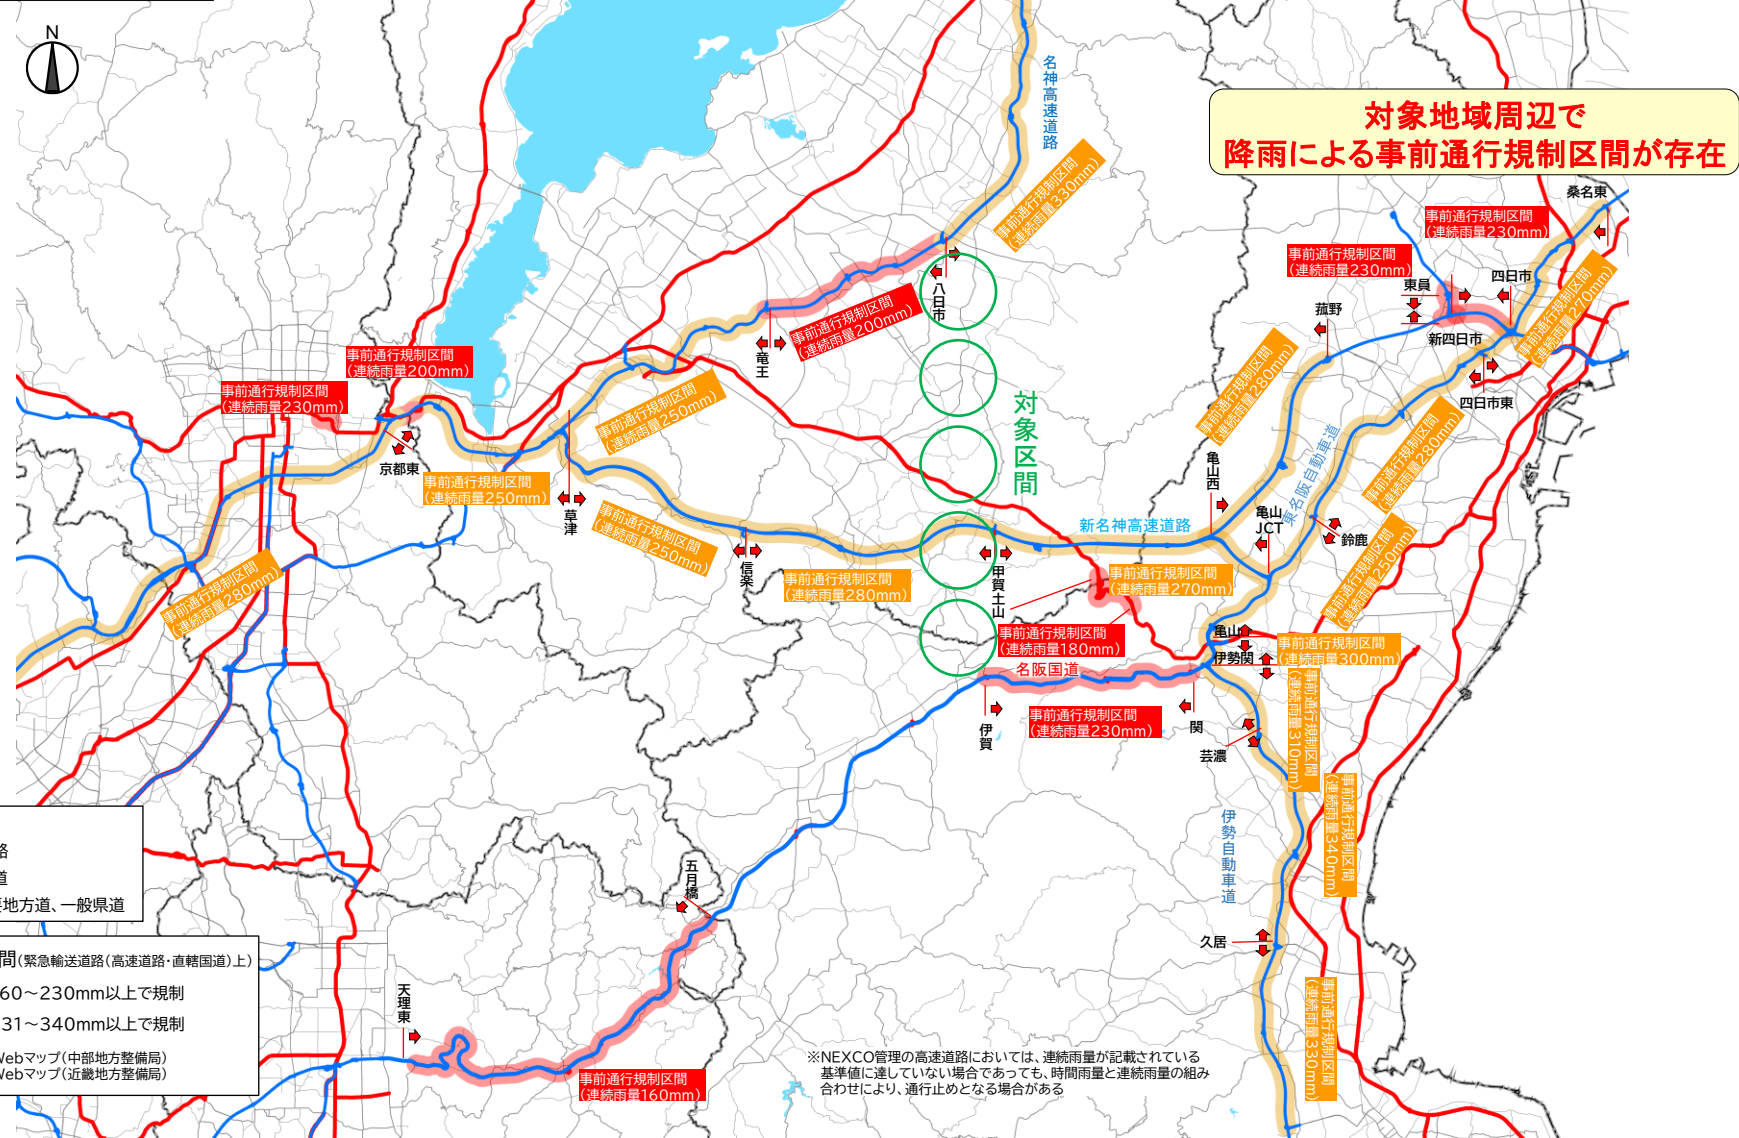 N
名神高速道路
対象地域周辺で
降雨による事前通行規制区間が存在
桑名東
事前通行規制区間
(連続雨量330mm)
事前通行規制区間
(連続雨量230mm)
事前通行規制区間
(連続雨量230mm)
東員
四日市
事前通行規制区間
(連続雨量270mm)
八日市
菰野
新四日市
事前通行規制区間
(連続雨量200mm)
竜王
事前通行規制区間
(連続雨量200mm)
事前通行規制区間
(連続雨量230mm)
京都東
事前通行規制区間
(連続雨量250mm)
事前通行規制区間
(連続雨量250mm)
草津
事前通行規制区間
(連続雨量250mm)
対象区間
事前通行規制区間
(連続雨量280mm)
四日市東
事前通行規制区間
(連続雨量280mm)
東名阪自動車道
亀山西
亀山
JCT
鈴鹿
新名神高速道路
信楽
事前通行規制区間
(連続雨量280mm)
甲賀土山
事前通行規制区間
(連続雨量270mm)
事前通行規制区間
(連続雨量250mm)
事前通行規制区間
(連続雨量280mm)
事前通行規制区間
(連続雨量180mm)
亀山
伊勢関
事前通行規制区間
(連続雨量300mm)
名阪国道
事前通行規制区間
(連続雨量230mm)
伊賀
関
芸濃
事前通行規制区間
(連続雨量310mm)
事前通行規制区間
(連続雨量340mm)
伊勢自動車道
久居
事前通行規制区間
(連続雨量330mm)
五月橋
天理東
事前通行規制区間
(連続雨量160mm)
路
道
要地方道、一般県道
間(緊急輸送道路(高速道路・直轄国道)上)
60～230mm以上で規制
31～340mm以上で規制
Webマップ(中部地方整備局)
Webマップ(近畿地方整備局)
※NEXCO管理の高速道路においては、連続雨量が記載されている
基準値に達していない場合であっても、時間雨量と連続雨量の組み
合わせにより、通行止めとなる場合がある